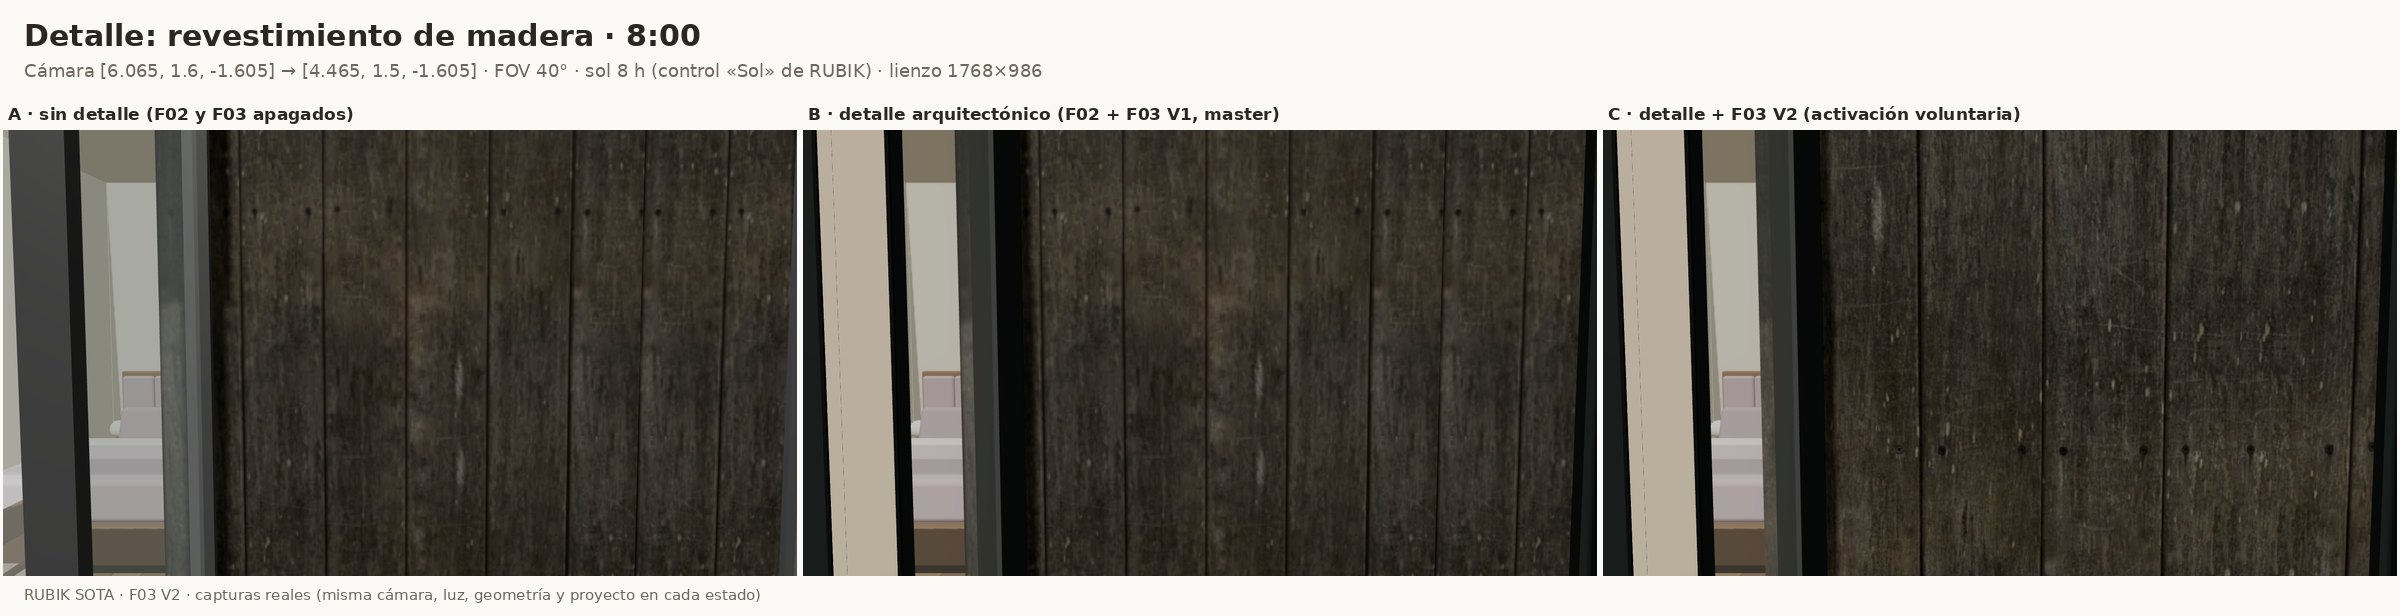 Detalle: revestimiento de madera · 8:00
Cámara [6.065, 1.6, -1.605] → [4.465, 1.5, -1.605] · FOV 40° · sol 8 h (control «Sol» de RUBIK) · lienzo 1768×986
A · sin detalle (F02 y F03 apagados)
B · detalle arquitectónico (F02 + F03 V1, master)
C · detalle + F03 V2 (activación voluntaria)
RUBIK SOTA · F03 V2 · capturas reales (misma cámara, luz, geometría y proyecto en cada estado)